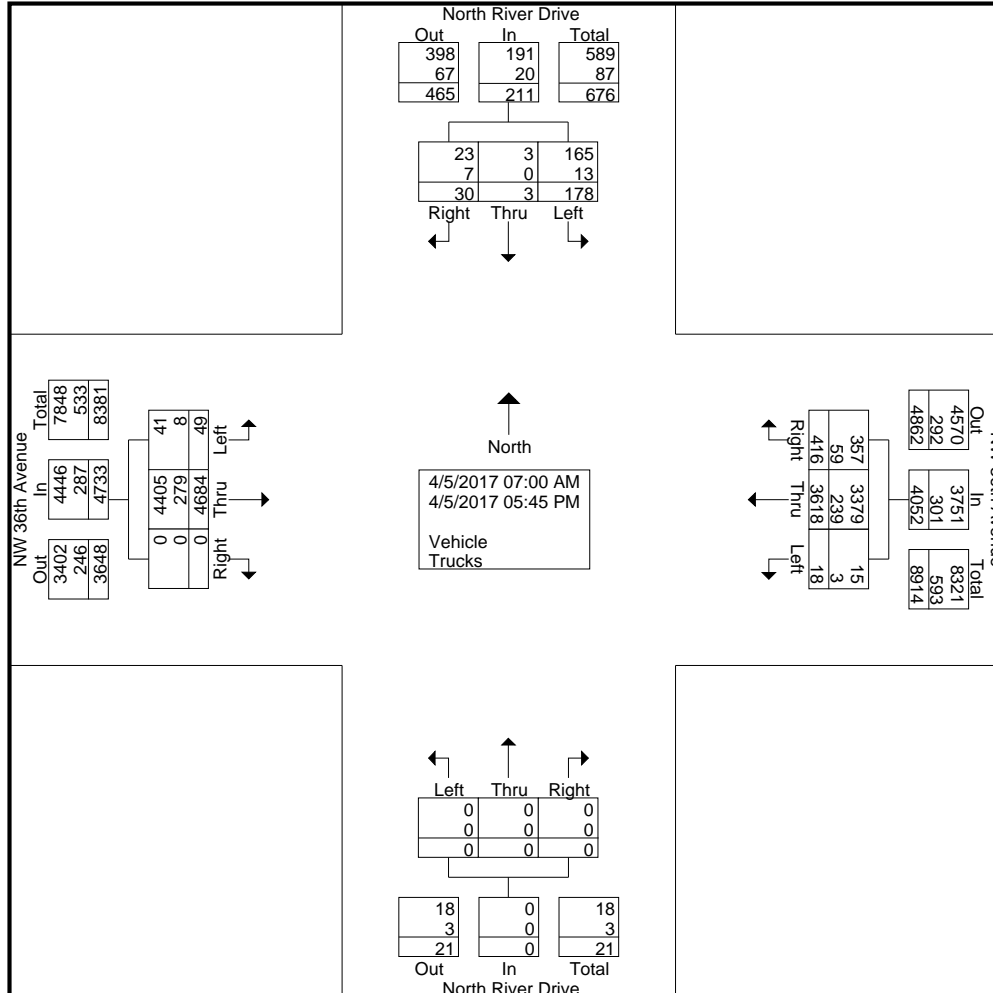 North River Drive
Out In Total
398 191 589
67 20 87
465 211 676
23 3 165
7 0 13
30 3 178
Right Thru Left
NW 36th Avenue
Total In Out
7848 4446 3402
533 287 246
8381 4733 3648
Left Thru Right
41 4405 0
8 279 0
49 4684 0
North
4/5/2017 07:00 AM
4/5/2017 05:45 PM
Vehicle
Trucks
Right Thru Left
357 3379 15
59 239 3
416 3618 18
Out In Total
4570 3751 8321
292 301 593
4862 4052 8914
Left Thru Right
0 0 0
0 0 0
0 0 0
18 0 18
3 0 3
21 0 21
Out In Total
North River Drive